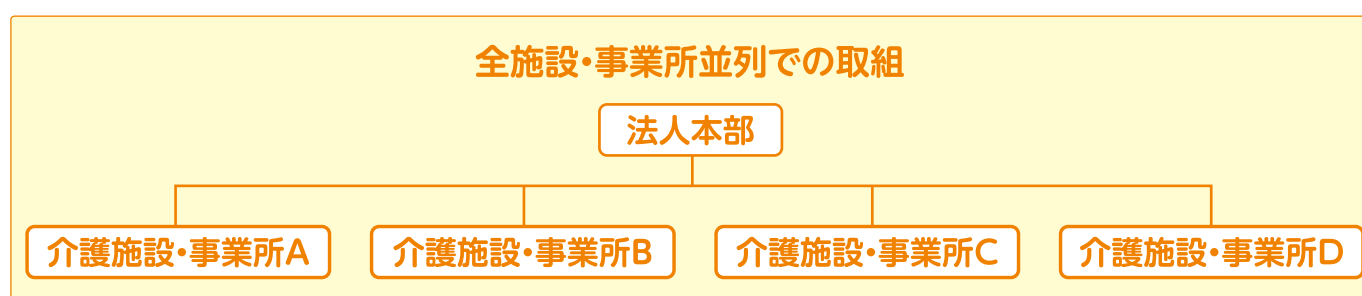 全施設・事業所並列での取組
法人本部
介護施設・事業所A
介護施設・事業所B
介護施設・事業所C
介護施設・事業所D